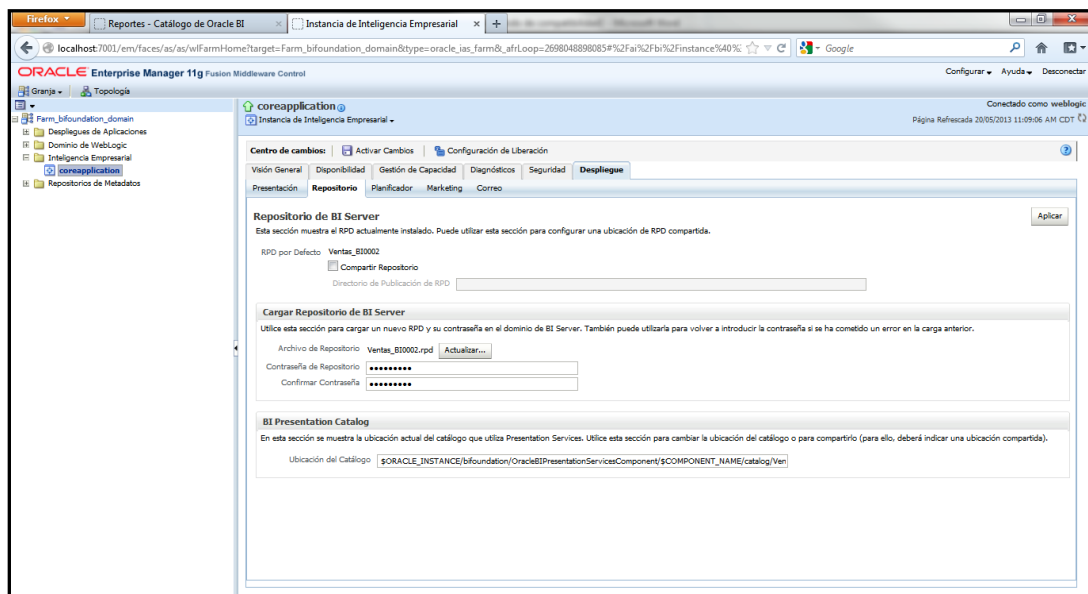 Firefox
Reportes - Catálogo de Oracle BI
Instancia de Inteligencia Empresarial
localhost:7001/em/faces/as/as/wlFarmHome?target=Farm_bifoundation_domain&type=oracle_ias_farm&_afrLoop=2698048898085#%2Fai%2Fbi%2Finstance%40%
Google
ORACLE Enterprise Manager 11g Fusion Middleware Control
Configurar Ayuda Desconectar
Granja Topología
Farm_bifoundation_domain
Despliegues de Aplicaciones
Dominio de WebLogic
Inteligencia Empresarial
coreapplication
Repositorios de Metadatos
coreapplication
Conectado como weblogic
Instancia de Inteligencia Empresarial
Página Refrescada 20/05/2013 11:09:06 AM CDT
Centro de cambios: Activar Cambios Configuración de Liberación
Visión General Disponibilidad Gestión de Capacidad Diagnósticos Seguridad Despliegue
Presentación Repositorio Planificador Marketing Correo
Repositorio de BI Server
Aplicar
Esta sección muestra el RPD actualmente instalado. Puede utilizar esta sección para configurar una ubicación de RPD compartida.
RPD por Defecto Ventas_BI0002
Compartir Repositorio
Directorio de Publicación de RPD
Cargar Repositorio de BI Server
Utilice esta sección para cargar un nuevo RPD y su contraseña en el dominio de BI Server. También puede utilizarla para volver a introducir la contraseña si se ha cometido un error en la carga anterior.
Archivo de Repositorio Ventas_BI0002.rpd Actualizar...
Contraseña de Repositorio •••••••••
Confirmar Contraseña •••••••••
BI Presentation Catalog
En esta sección se muestra la ubicación actual del catálogo que utiliza Presentation Services. Utilice esta sección para cambiar la ubicación del catálogo o para compartirlo (para ello, deberá indicar una ubicación compartida).
Ubicación del Catálogo $ORACLE_INSTANCE/bifoundation/OracleBIPresentationServicesComponent/$COMPONENT_NAME/catalog/Ven